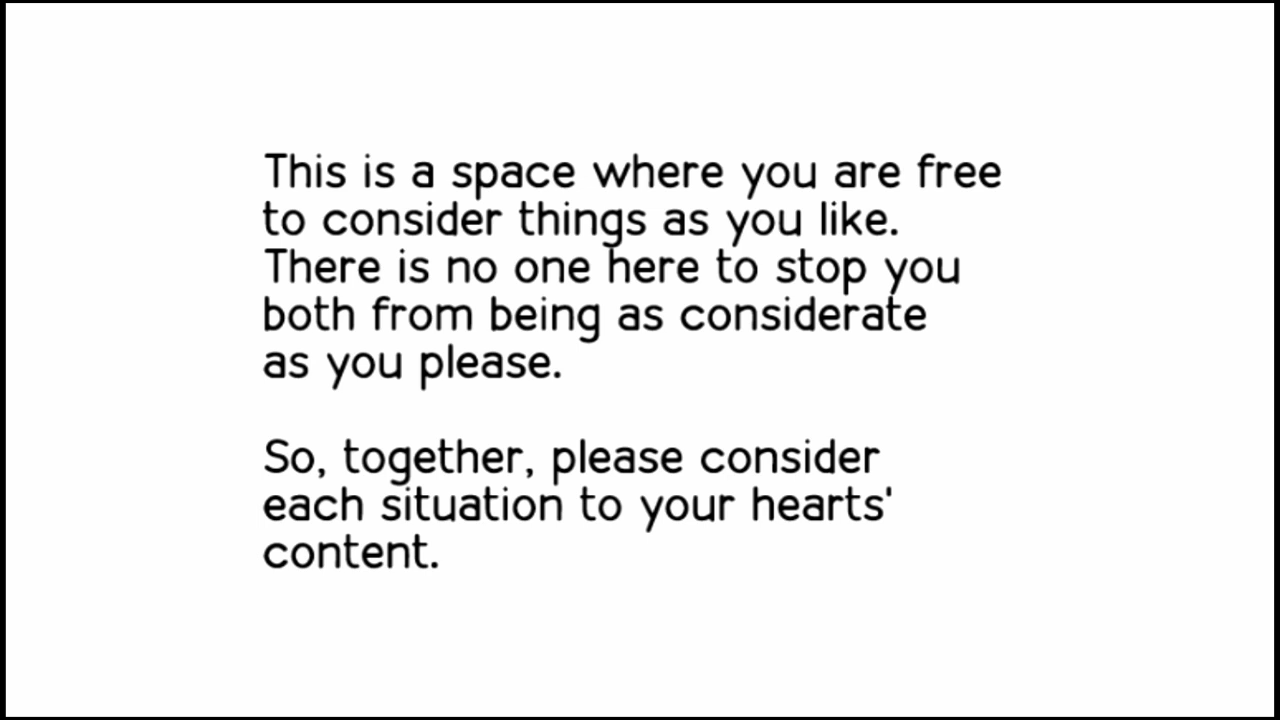 This is a space where you are free
to consider things as you like.
There is no one here to stop you
both from being as considerate
as you please.
So, together, please consider
each situation to your hearts'
content.